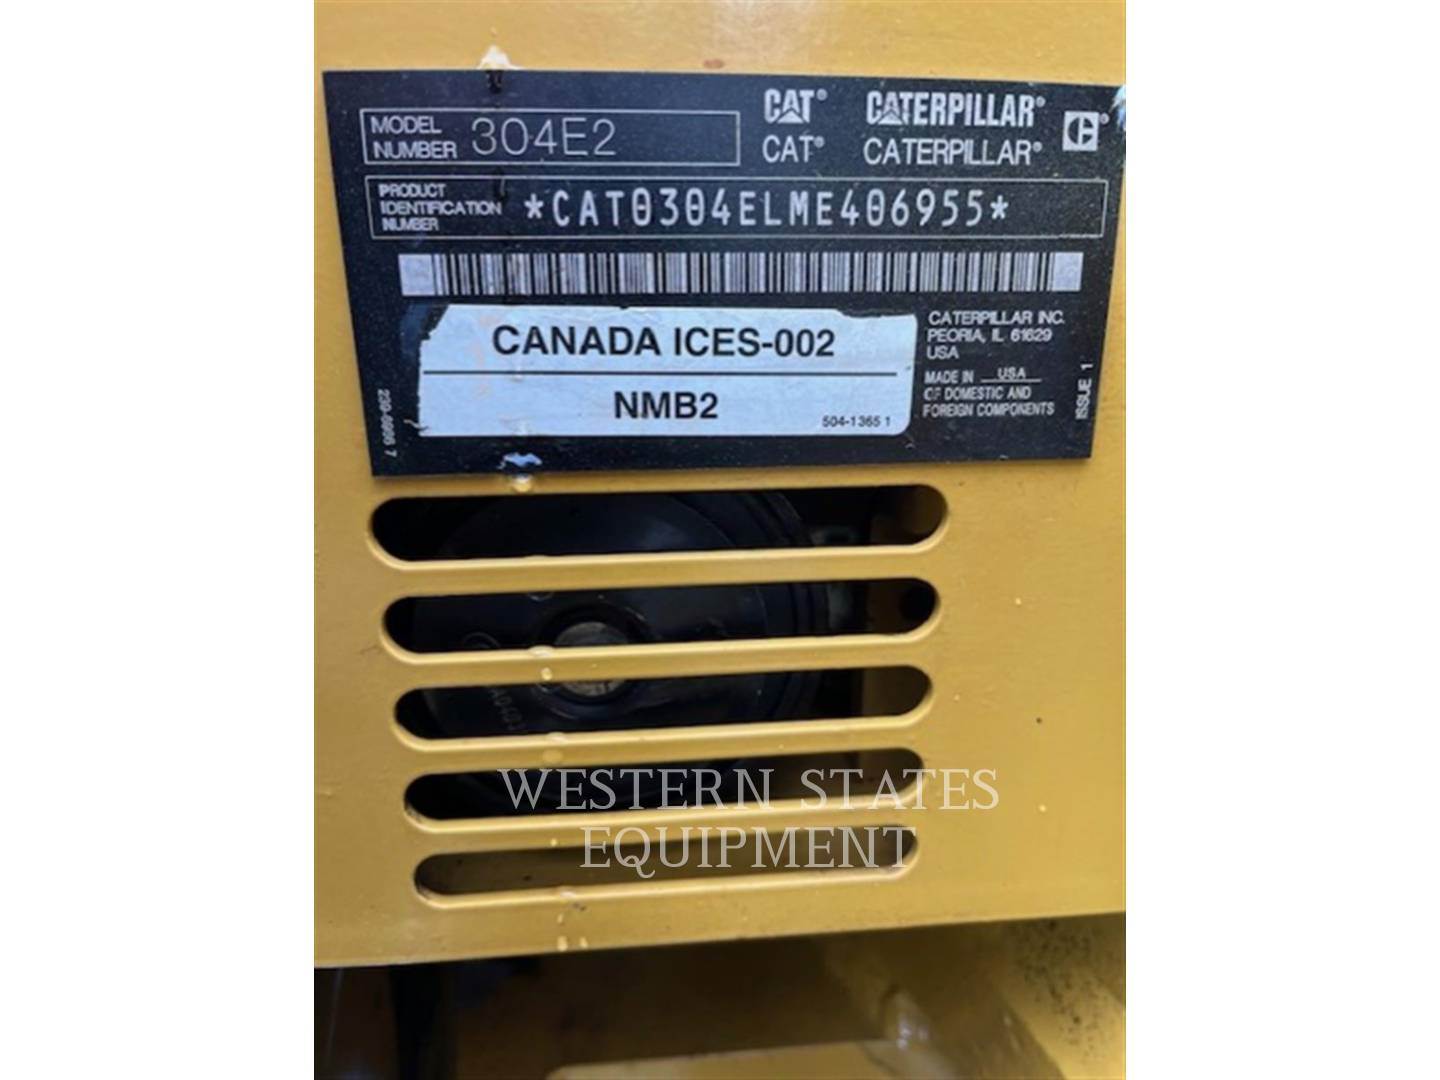 CAT® CATERPILLAR®
CAT® CATERPILLAR®
MODEL NUMBER 304E2
PRODUCT IDENTIFICATION NUMBER *CAT0304ELME406955*
CANADA ICES-002
NMB2
504-1365 1
CATERPILLAR INC.
PEORIA, IL 61629
USA
MADE IN USA
OF DOMESTIC AND
FOREIGN COMPONENTS
ISSUE 1
WESTERN STATES
EQUIPMENT